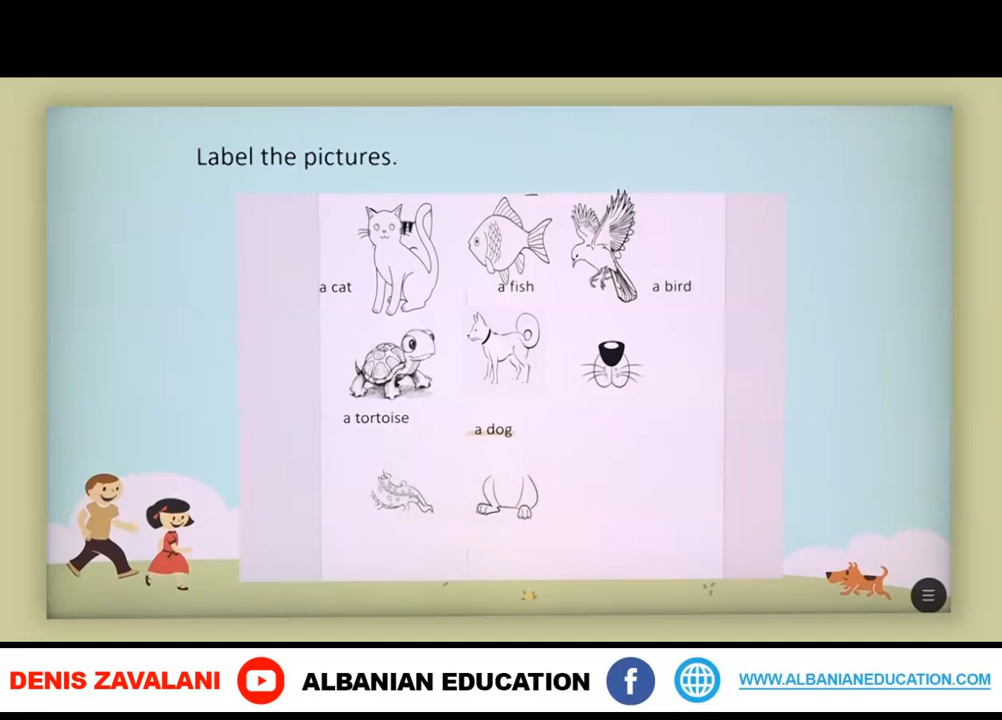 Label the pictures.
a cat
a fish
a bird
a tortoise
a dog
DENIS ZAVALANI
ALBANIAN EDUCATION
f
WWW.ALBANIANEDUCATION.COM